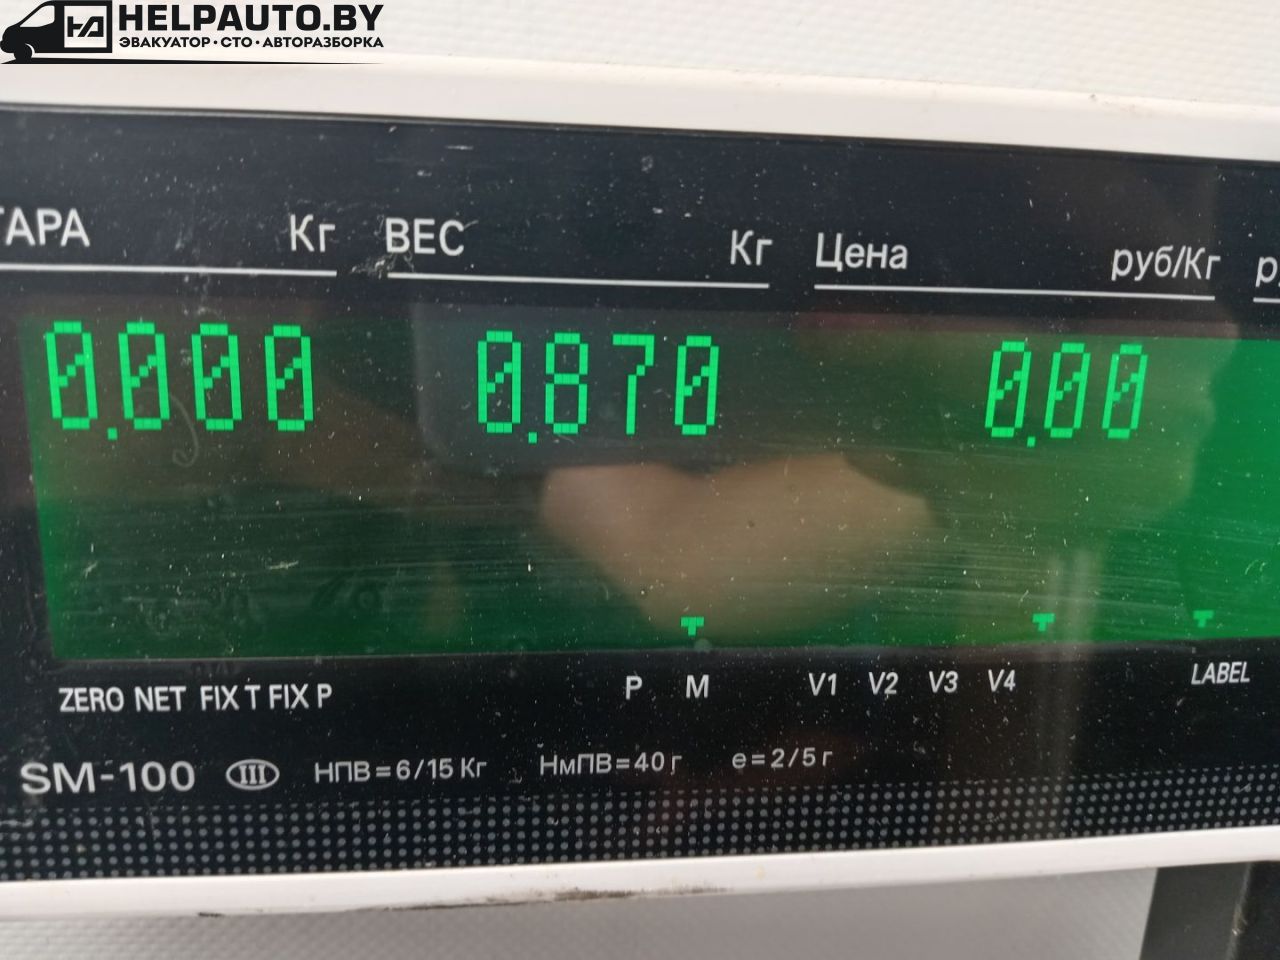 HELPAUTO.BY
ЭВАКУАТОР·СТО·АВТОРАЗБОРКА
ТАРА Кг ВЕС Кг Цена руб/Кг
0.000 0.870 0.00
ZERO NET FIX T FIX P P M V1 V2 V3 V4 LABEL
SM-100 III НПВ=6/15 Кг НмПВ=40 г e=2/5 г